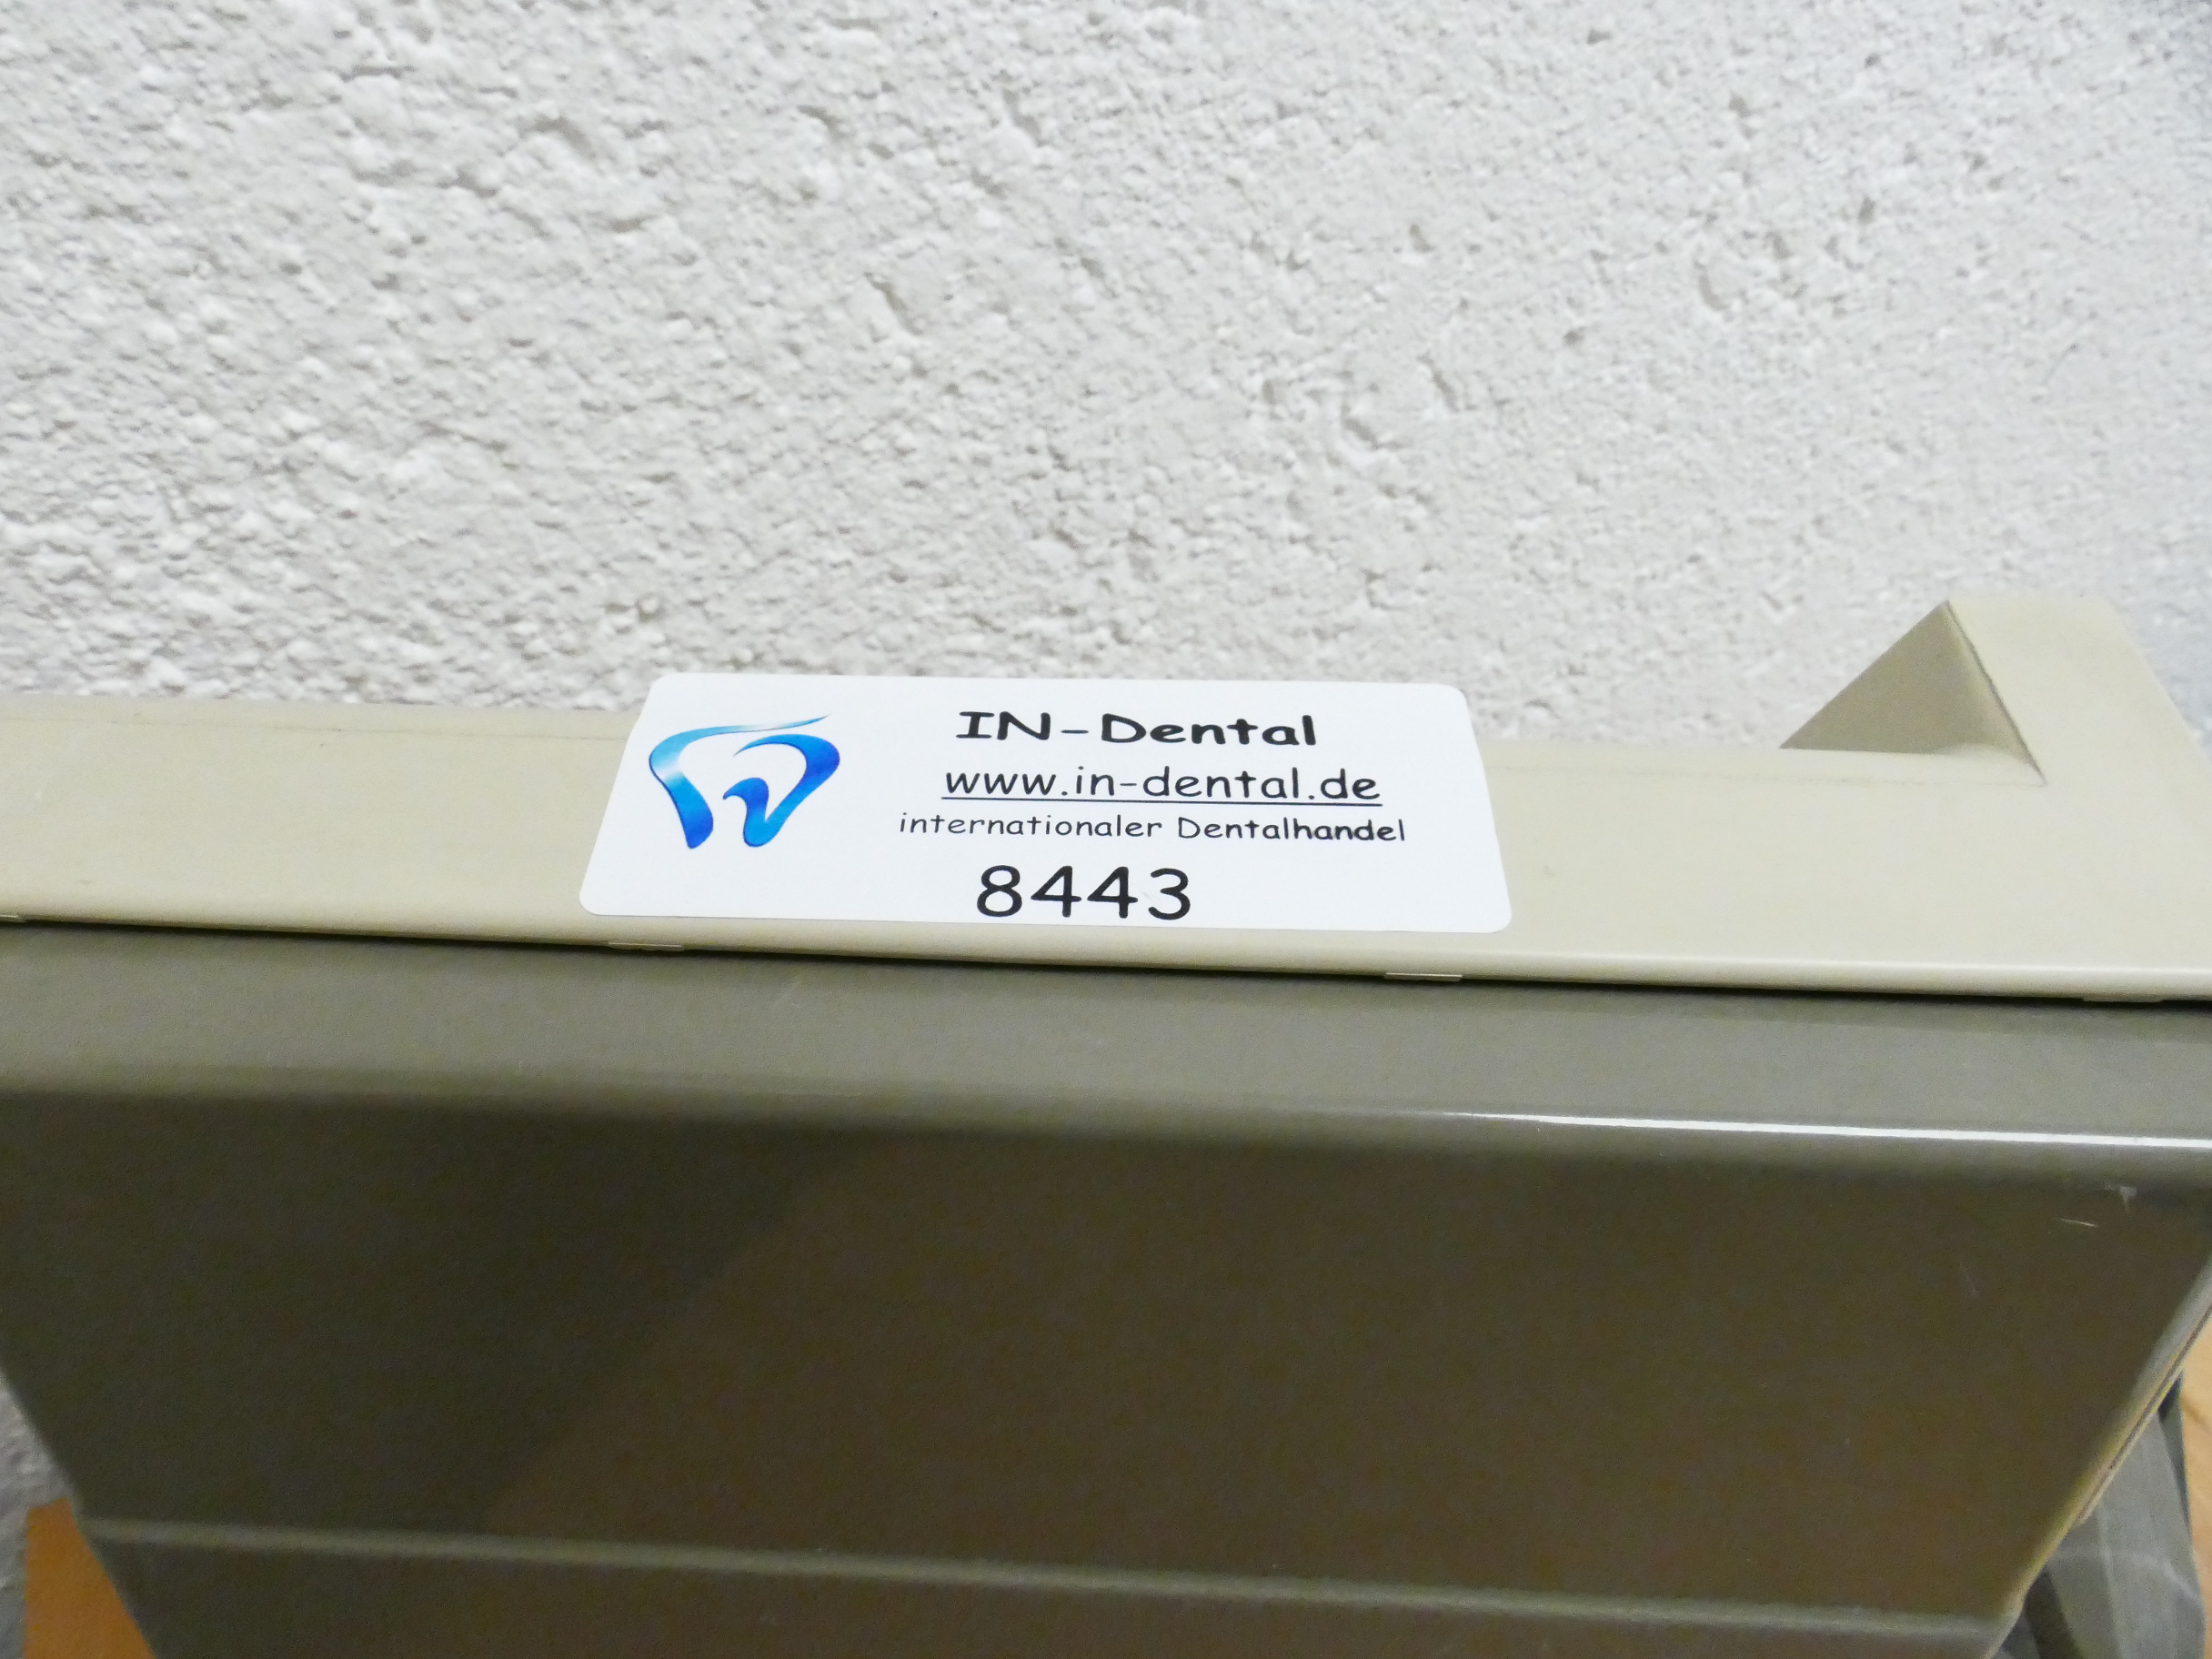 IN-Dental
www.in-dental.de
internationaler Dentalhandel
8443